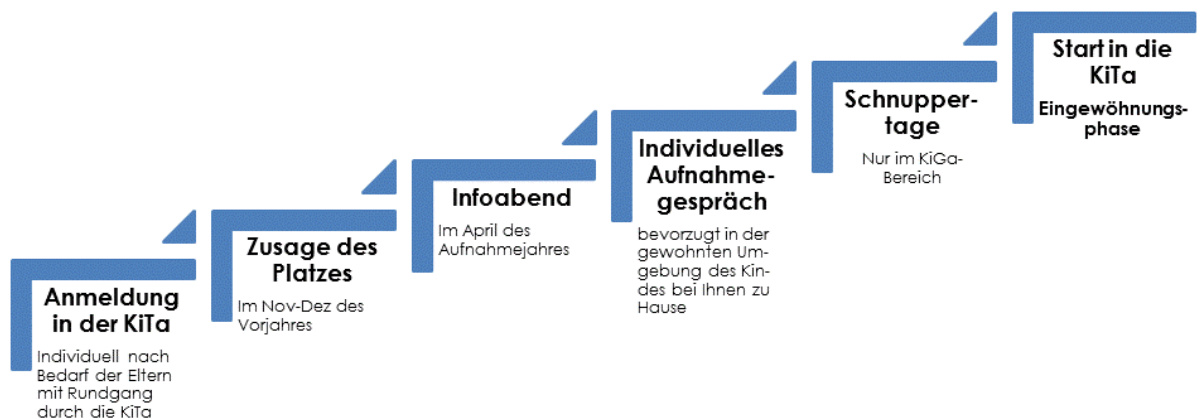 Anmeldung
in der KiTa
Individuell nach
Bedarf der Eltern
mit Rundgang
durch die KiTa
Zusage des
Platzes
Im Nov-Dez des
Vorjahres
Infoabend
Im April des
Aufnahmejahres
Individuelles
Aufnahme-
gespräch
bevorzugt in der
gewohnten Um-
gebung des Kin-
des bei Ihnen zu
Hause
Schnupper-
tage
Nur im KiGa-
Bereich
Start in die
KiTa
Eingewöhnungs-
phase